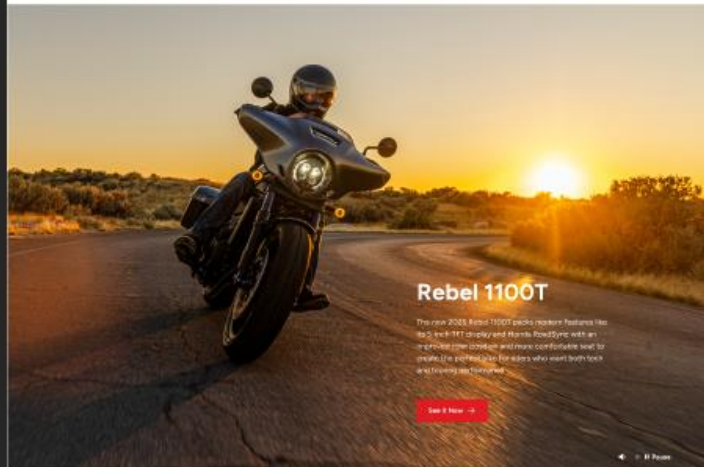 Rebel 1100T
The new 2025 Rebel 1100T packs modern features like
its 5-inch TFT display and Honda RoadSync with an
improved rider position and more comfortable seat to
create the perfect bike for riders who want both tech
and touring performance.
See It Now →
Pause